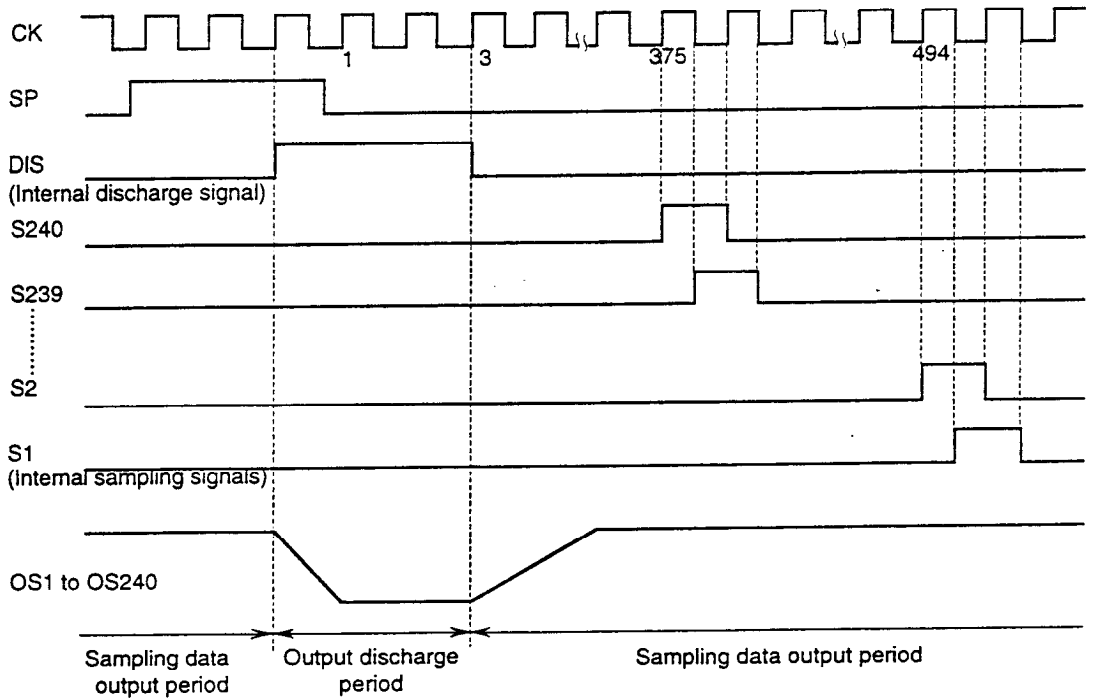 CK
1
3
375
494
SP
DIS
(Internal discharge signal)
S240
S239
S2
S1
(Internal sampling signals)
OS1 to OS240
Sampling data
output period
Output discharge
period
Sampling data output period